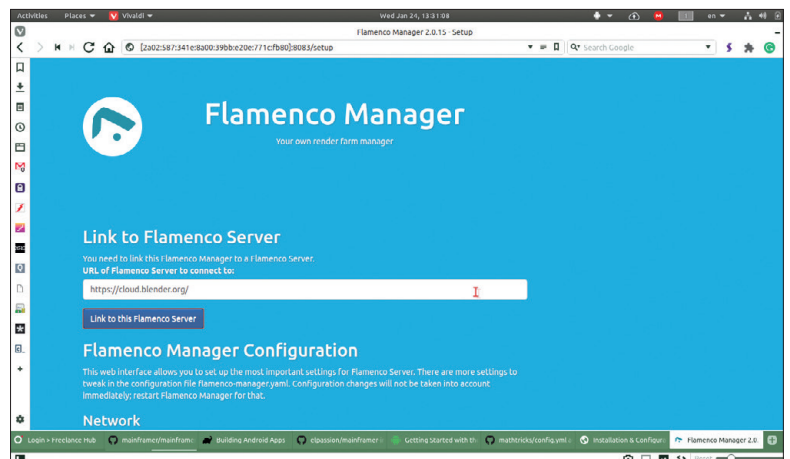 Activities Places Vivaldi Wed Jan 24, 13:31:08 en
Flamenco Manager 2.0.15 - Setup
[2a02:587:341e:8a00:39bb:e20e:771c:fb80]:8083/setup Search Google
Flamenco Manager
Your own render farm manager
Link to Flamenco Server
You need to link this Flamenco Manager to a Flamenco Server.
URL of Flamenco Server to connect to:
https://cloud.blender.org/
Link to this Flamenco Server
Flamenco Manager Configuration
This web interface allows you to set up the most important settings for Flamenco Server. There are more settings to
tweak in the configuration file flamenco-manager.yaml. Configuration changes will not be taken into account
immediately; restart Flamenco Manager for that.
Network
Login > Freelance Hub mainframer/mainframe Building Android Apps elpassion/mainframer Getting Started with th mathtricks/config.yml Installation & Configur Flamenco Manager 2.0.
Reset